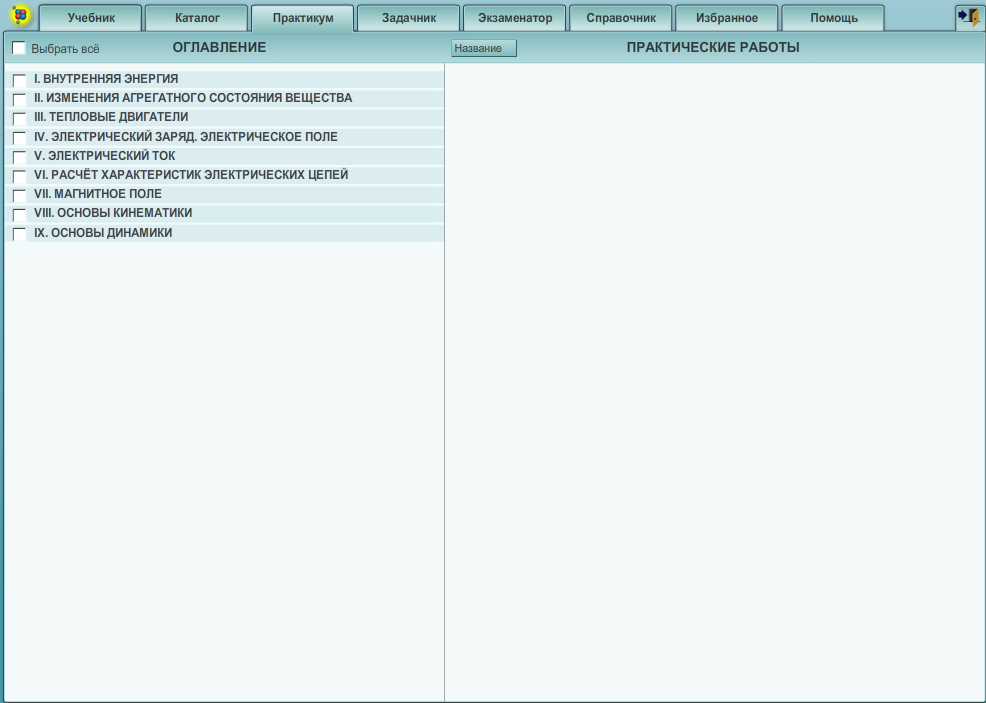 Учебник Каталог Практикум Задачник Экзаменатор Справочник Избранное Помощь
Выбрать всё ОГЛАВЛЕНИЕ Название ПРАКТИЧЕСКИЕ РАБОТЫ
I. ВНУТРЕННЯЯ ЭНЕРГИЯ
II. ИЗМЕНЕНИЯ АГРЕГАТНОГО СОСТОЯНИЯ ВЕЩЕСТВА
III. ТЕПЛОВЫЕ ДВИГАТЕЛИ
IV. ЭЛЕКТРИЧЕСКИЙ ЗАРЯД. ЭЛЕКТРИЧЕСКОЕ ПОЛЕ
V. ЭЛЕКТРИЧЕСКИЙ ТОК
VI. РАСЧЁТ ХАРАКТЕРИСТИК ЭЛЕКТРИЧЕСКИХ ЦЕПЕЙ
VII. МАГНИТНОЕ ПОЛЕ
VIII. ОСНОВЫ КИНЕМАТИКИ
IX. ОСНОВЫ ДИНАМИКИ